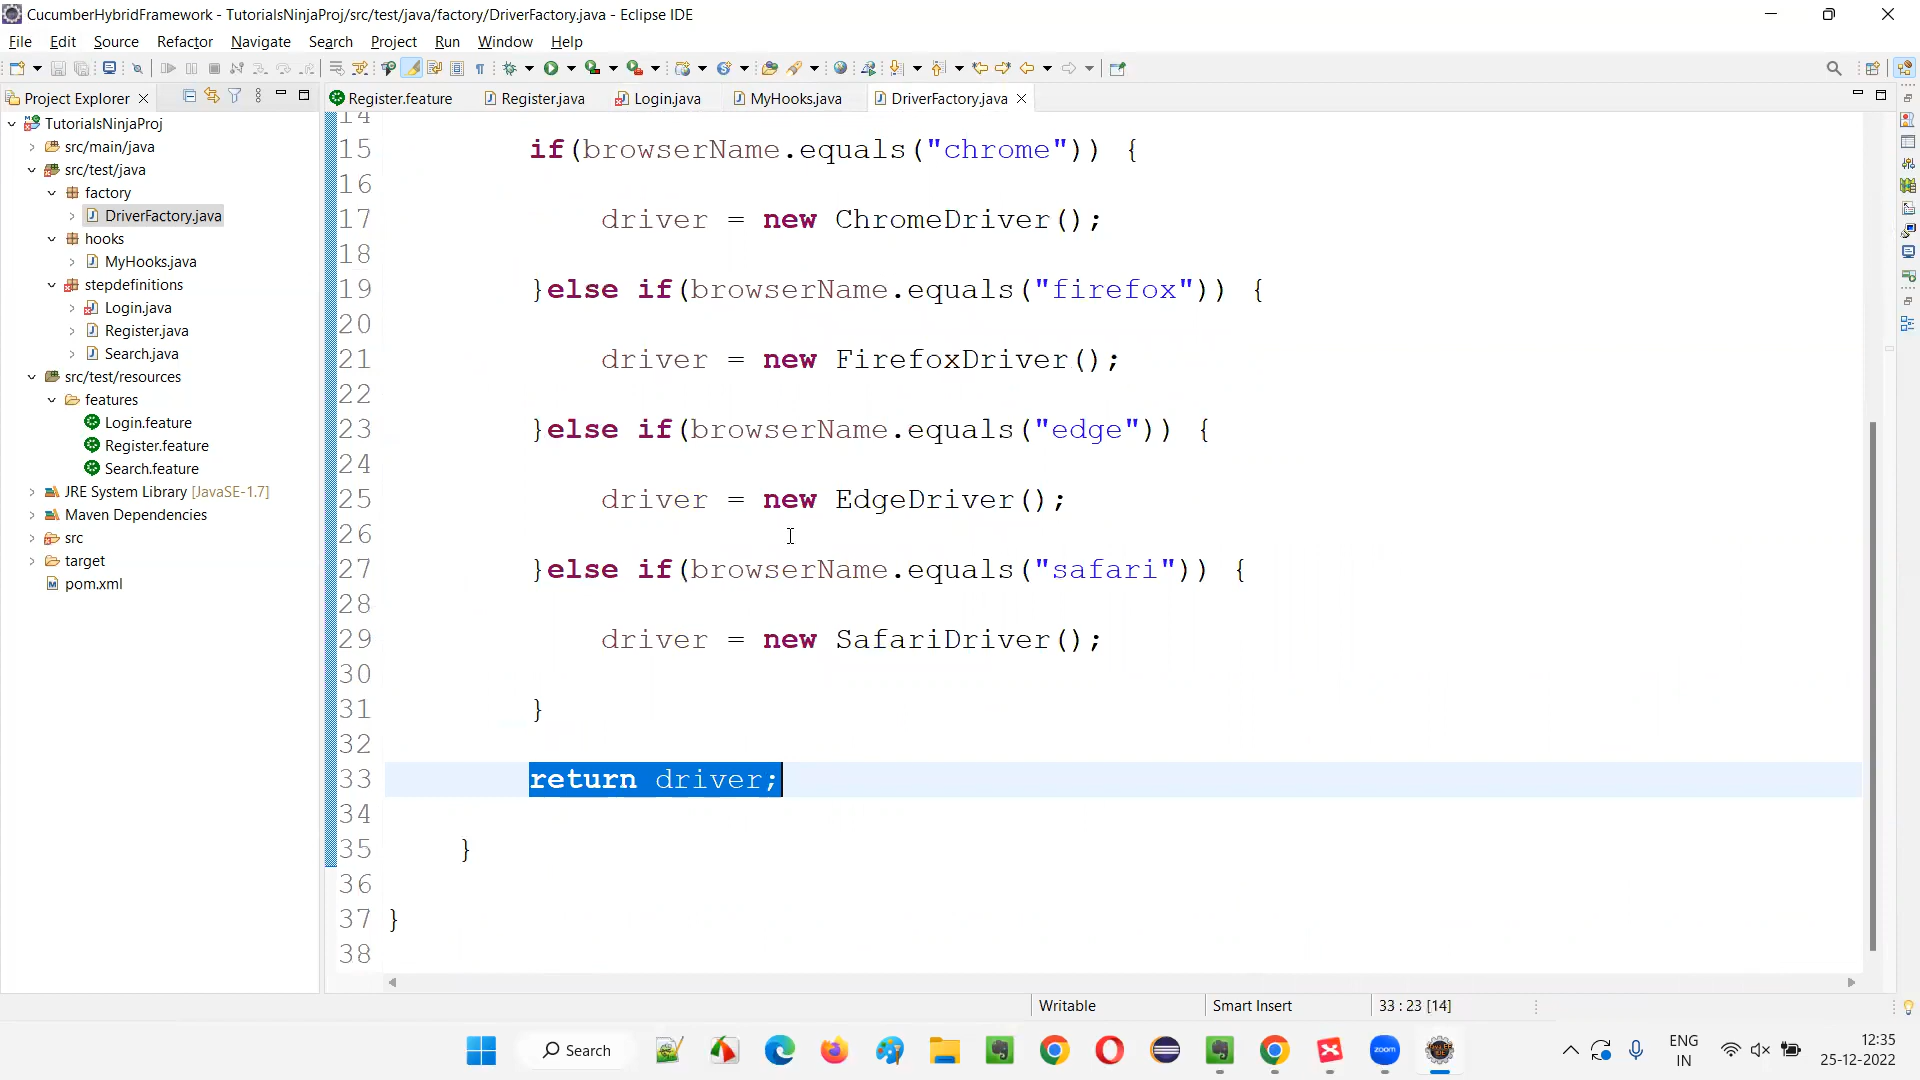 CucumberHybridFramework - TutorialsNinjaProj/src/test/java/factory/DriverFactory.java - Eclipse IDE
File Edit Source Refactor Navigate Search Project Run Window Help
Project Explorer
Register.feature Register.java Login.java MyHooks.java DriverFactory.java
TutorialsNinjaProj
src/main/java
src/test/java
factory
DriverFactory.java
hooks
MyHooks.java
stepdefinitions
Login.java
Register.java
Search.java
src/test/resources
features
Login.feature
Register.feature
Search.feature
JRE System Library [JavaSE-1.7]
Maven Dependencies
src
target
pom.xml
14
15 if(browserName.equals("chrome")) {
16
17 driver = new ChromeDriver();
18
19 }else if(browserName.equals("firefox")) {
20
21 driver = new FirefoxDriver();
22
23 }else if(browserName.equals("edge")) {
24
25 driver = new EdgeDriver();
26
27 }else if(browserName.equals("safari")) {
28
29 driver = new SafariDriver();
30
31 }
32
33 return driver;
34
35 }
36
37 }
38
Writable Smart Insert 33 : 23 [14]
Search
zoom
ENG
IN
12:35
25-12-2022